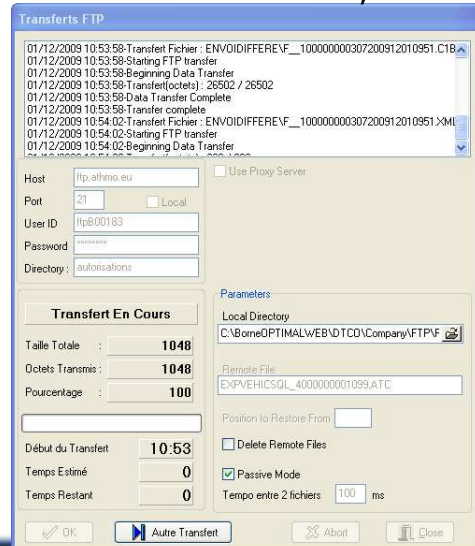 Transferts FTP
01/12/2009 10:53:58-Transfert Fichier : ENVOIDIFFERE\F__100000000307200912010951.C1B
01/12/2009 10:53:58-Starting FTP transfer
01/12/2009 10:53:58-Beginning Data Transfer
01/12/2009 10:53:58-Transfert(octets) : 26502 / 26502
01/12/2009 10:53:58-Data Transfer Complete
01/12/2009 10:53:58-Transfer complete
01/12/2009 10:54:02-Transfert Fichier : ENVOIDIFFERE\F__100000000307200912010951.XML
01/12/2009 10:54:02-Starting FTP transfer
01/12/2009 10:54:02-Beginning Data Transfer
Host ftp.athmo.eu
Use Proxy Server
Port 21 Local
User ID ftpB00183
Password ××××××××
Directory : autorisations
Transfert En Cours
Taille Totale : 1048
Octets Transmis : 1048
Pourcentage : 100
Début du Transfert 10:53
Temps Estimé 0
Temps Restant 0
Parameters
Local Directory
C:\BorneOPTIMALWEB\DTCO\Company\FTP\F
Remote File
EXPVEHICSQL_4000000001099.ATC
Position to Restore From
Delete Remote Files
Passive Mode
Tempo entre 2 fichiers 100 ms
OK
Autre Transfert
Abort
Close